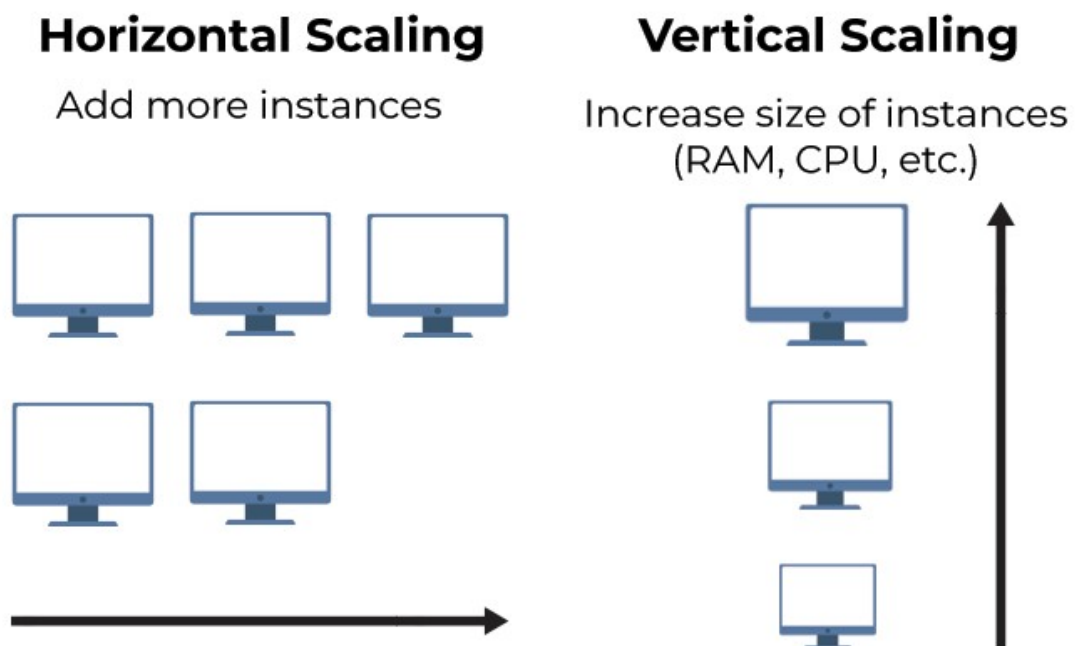 Horizontal Scaling
Add more instances
Vertical Scaling
Increase size of instances
(RAM, CPU, etc.)